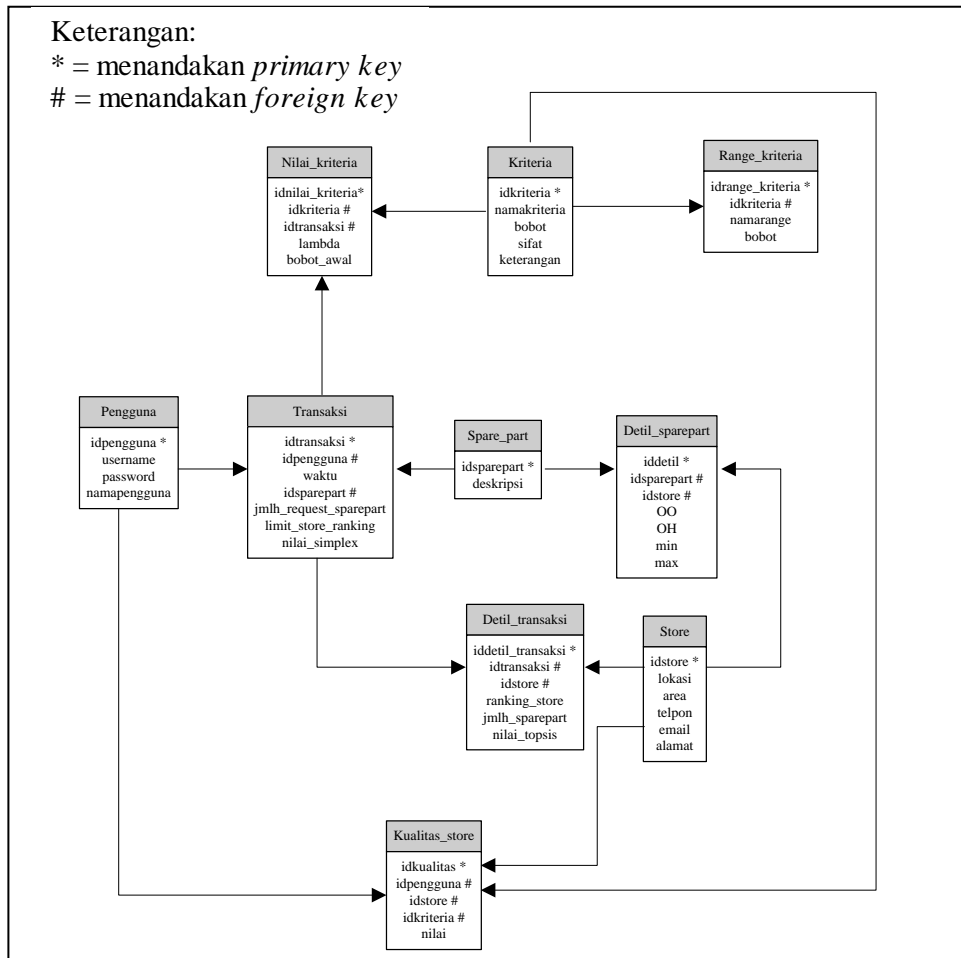 Keterangan:
* = menandakan primary key
# = menandakan foreign key
Nilai_kriteria
idnilai_kriteria*
idkriteria #
idtransaksi #
lambda
bobot_awal
Kriteria
idkriteria *
namakriteria
bobot
sifat
keterangan
Range_kriteria
idrange_kriteria *
idkriteria #
namarange
bobot
Pengguna
idpengguna *
username
password
namapengguna
Transaksi
idtransaksi *
idpengguna #
waktu
idsparepart #
jmlh_request_sparepart
limit_store_ranking
nilai_simplex
Spare_part
idsparepart *
deskripsi
Detil_sparepart
iddetil *
idsparepart #
idstore #
OO
OH
min
max
Detil_transaksi
iddetil_transaksi *
idtransaksi #
idstore #
ranking_store
jmlh_sparepart
nilai_topsis
Store
idstore *
lokasi
area
telpon
email
alamat
Kualitas_store
idkualitas *
idpengguna #
idstore #
idkriteria #
nilai